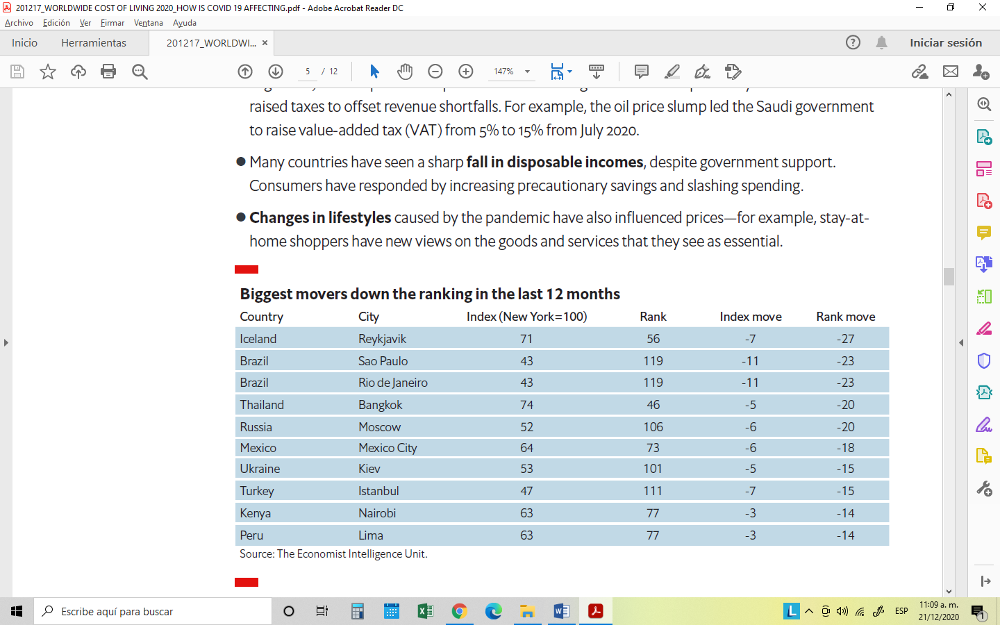 201217_WORLDWIDE COST OF LIVING 2020_HOW IS COVID 19 AFFECTING.pdf - Adobe Acrobat Reader DC
Archivo Edición Ver Firmar Ventana Ayuda
Inicio Herramientas 201217_WORLDWI... × Iniciar sesión
5 / 12 147%
raised taxes to offset revenue shortfalls. For example, the oil price slump led the Saudi government
to raise value-added tax (VAT) from 5% to 15% from July 2020.
● Many countries have seen a sharp fall in disposable incomes, despite government support.
Consumers have responded by increasing precautionary savings and slashing spending.
● Changes in lifestyles caused by the pandemic have also influenced prices—for example, stay-at-
home shoppers have new views on the goods and services that they see as essential.
Biggest movers down the ranking in the last 12 months
Country City Index (New York=100) Rank Index move Rank move
Iceland Reykjavik 71 56 -7 -27
Brazil Sao Paulo 43 119 -11 -23
Brazil Rio de Janeiro 43 119 -11 -23
Thailand Bangkok 74 46 -5 -20
Russia Moscow 52 106 -6 -20
Mexico Mexico City 64 73 -6 -18
Ukraine Kiev 53 101 -5 -15
Turkey Istanbul 47 111 -7 -15
Kenya Nairobi 63 77 -3 -14
Peru Lima 63 77 -3 -14
Source: The Economist Intelligence Unit.
Escribe aquí para buscar L ESP 11:09 a. m.
21/12/2020 1